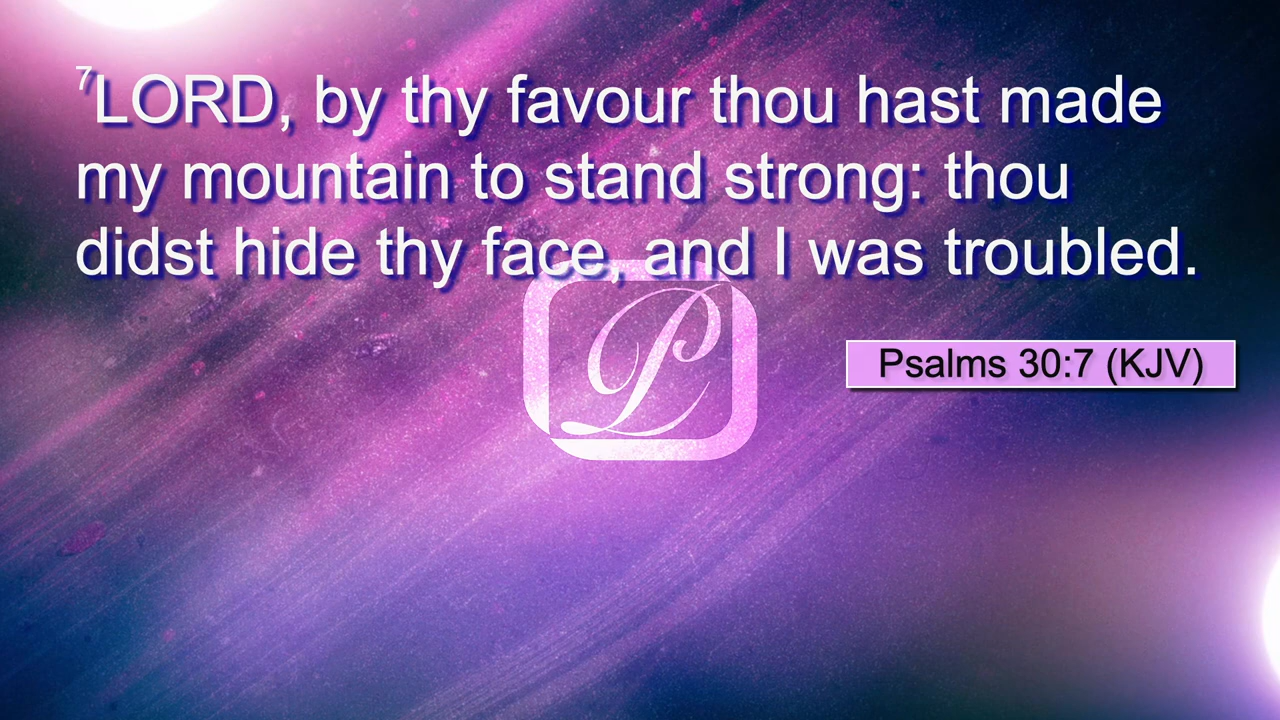 7LORD, by thy favour thou hast made
my mountain to stand strong: thou
didst hide thy face, and I was troubled.
Psalms 30:7 (KJV)